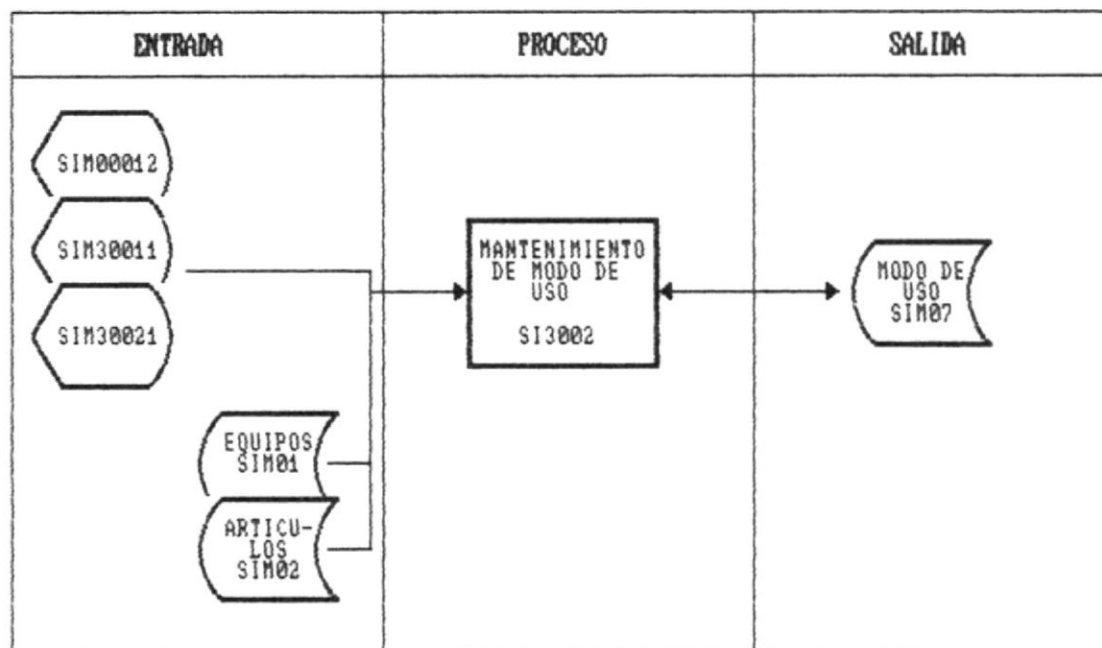 ENTRADA
PROCESO
SALIDA
SIM00012
SIM30011
SIM30021
EQUIPOS
SIM01
ARTICU-
LOS
SIM02
MANTENIMIENTO
DE MODO DE
USO
SI3002
MODO DE
USO
SIM07